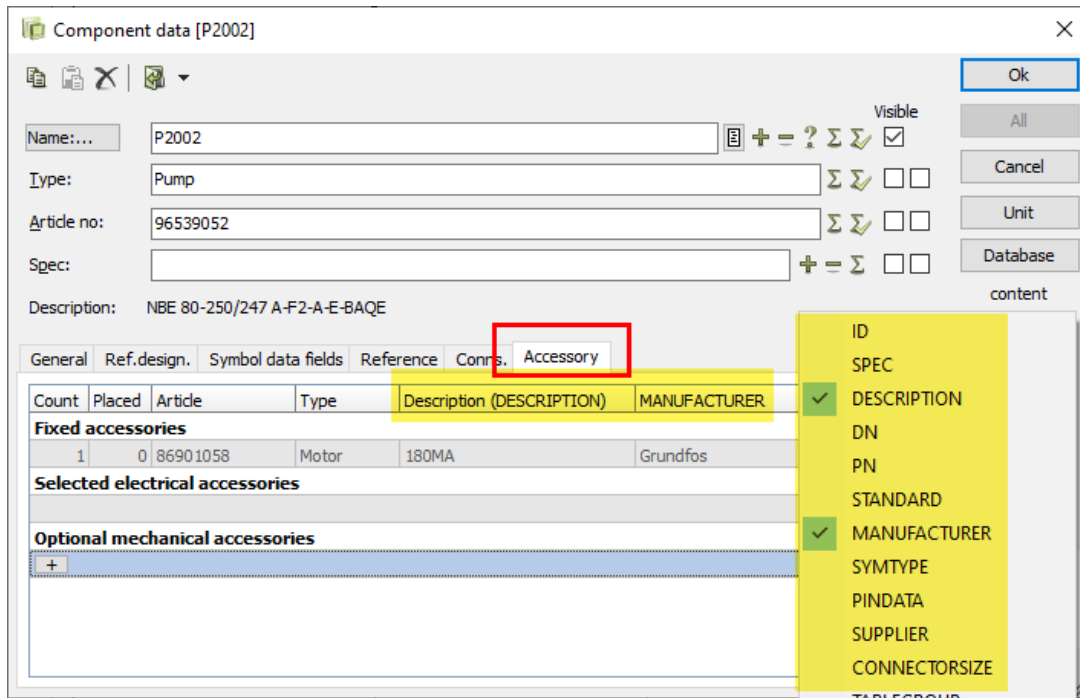 Component data [P2002]
Ok
Visible
All
Name:...
P2002
Cancel
Type:
Pump
Unit
Article no:
96539052
Database
Spec:
content
Description: NBE 80-250/247 A-F2-A-E-BAQE
General Ref.design. Symbol data fields Reference Conns. Accessory
Count Placed Article Type Description (DESCRIPTION) MANUFACTURER
Fixed accessories
1 0 86901058 Motor 180MA Grundfos
Selected electrical accessories
Optional mechanical accessories
+
ID
SPEC
DESCRIPTION
DN
PN
STANDARD
MANUFACTURER
SYMTYPE
PINDATA
SUPPLIER
CONNECTORSIZE
TABLEGROUP